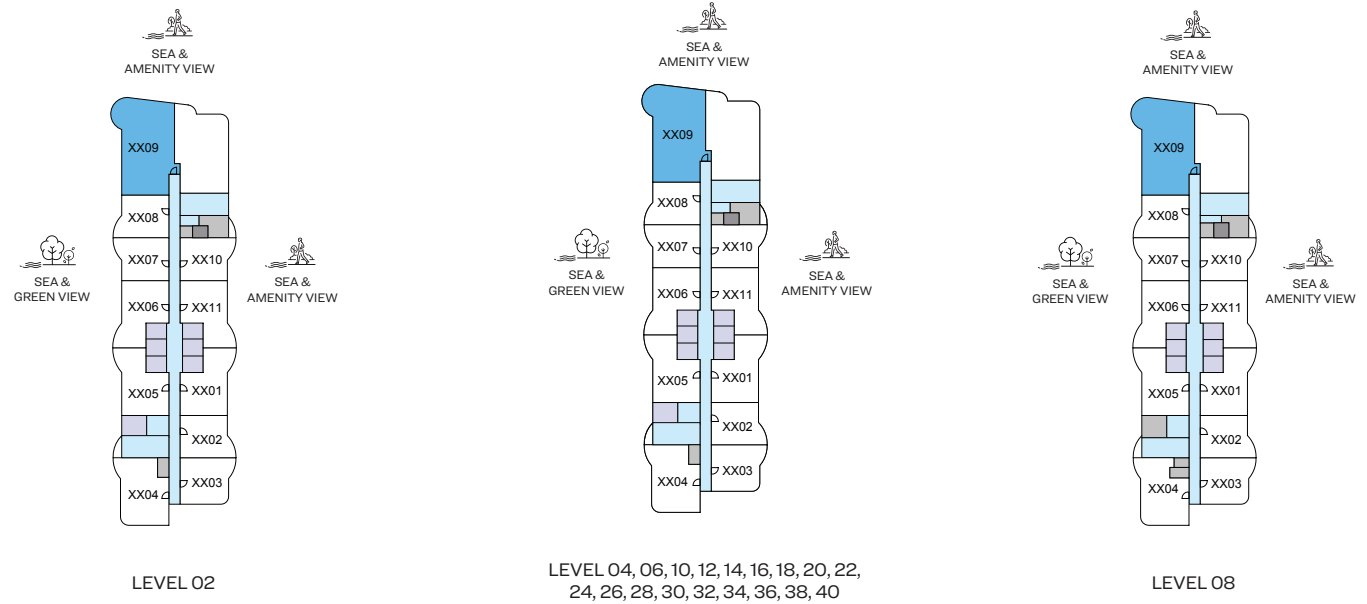 SEA &
AMENITY VIEW
XX09
XX08
XX07
XX10
SEA &
GREEN VIEW
SEA &
AMENITY VIEW
XX06
XX11
XX05
XX01
XX02
XX04
XX03
LEVEL 02
SEA &
AMENITY VIEW
XX09
XX08
XX07
XX10
SEA &
GREEN VIEW
SEA &
AMENITY VIEW
XX06
XX11
XX05
XX01
XX02
XX04
XX03
LEVEL 04, 06, 10, 12, 14, 16, 18, 20, 22,
24, 26, 28, 30, 32, 34, 36, 38, 40
SEA &
AMENITY VIEW
XX09
XX08
XX07
XX10
SEA &
GREEN VIEW
SEA &
AMENITY VIEW
XX06
XX11
XX05
XX01
XX02
XX04
XX03
LEVEL 08